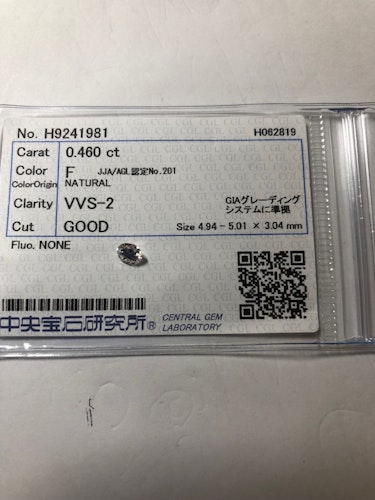 No. H9241981 H062819
Carat 0.460 ct
Color F JJA/AGL認定No.201
ColorOrigin NATURAL
Clarity VVS-2 GIAグレーディング
システムに準拠
Cut GOOD Size 4.94 - 5.01 × 3.04 mm
Fluo. NONE
中央宝石研究所® CENTRAL GEM
LABORATORY